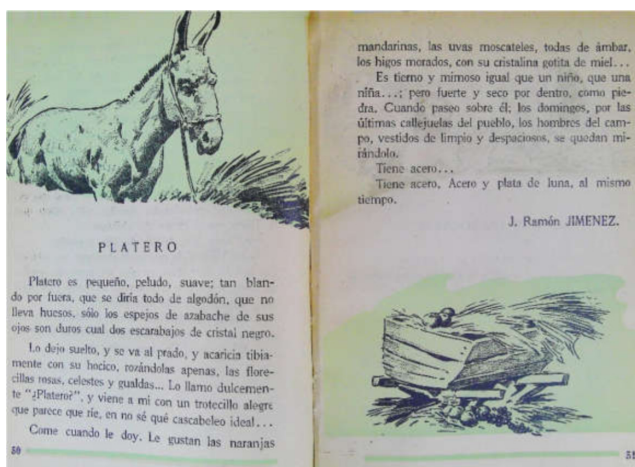 PLATERO
Platero es pequeño, peludo, suave; tan blan-
do por fuera, que se diría todo de algodón, que no
lleva huesos, sólo los espejos de azabache de sus
ojos son duros cual dos escarabajos de cristal negro.
Lo dejo suelto, y se va al prado, y acaricia tibia-
mente con su hocico, rozándolas apenas, las flore-
cillas rosas, celestes y gualdas... Lo llamo dulcemen-
te "¿Platero?", y viene a mi con un trotecillo alegre
que parece que ríe, en no sé qué cascabeleo ideal...
Come cuando le doy. Le gustan las naranjas
50
mandarinas, las uvas moscateles, todas de ámbar,
los higos morados, con su cristalina gotita de miel...
Es tierno y mimoso igual que un niño, que una
niña...; pero fuerte y seco por dentro, como pie-
dra. Cuando paseo sobre él, los domingos, por las
últimas callejuelas del pueblo, los hombres del cam-
po, vestidos de limpio y despaciosos, se quedan mi-
rándolo.
Tiene acero...
Tiene acero. Acero y plata de luna, al mismo
tiempo.
J. Ramón JIMENEZ.